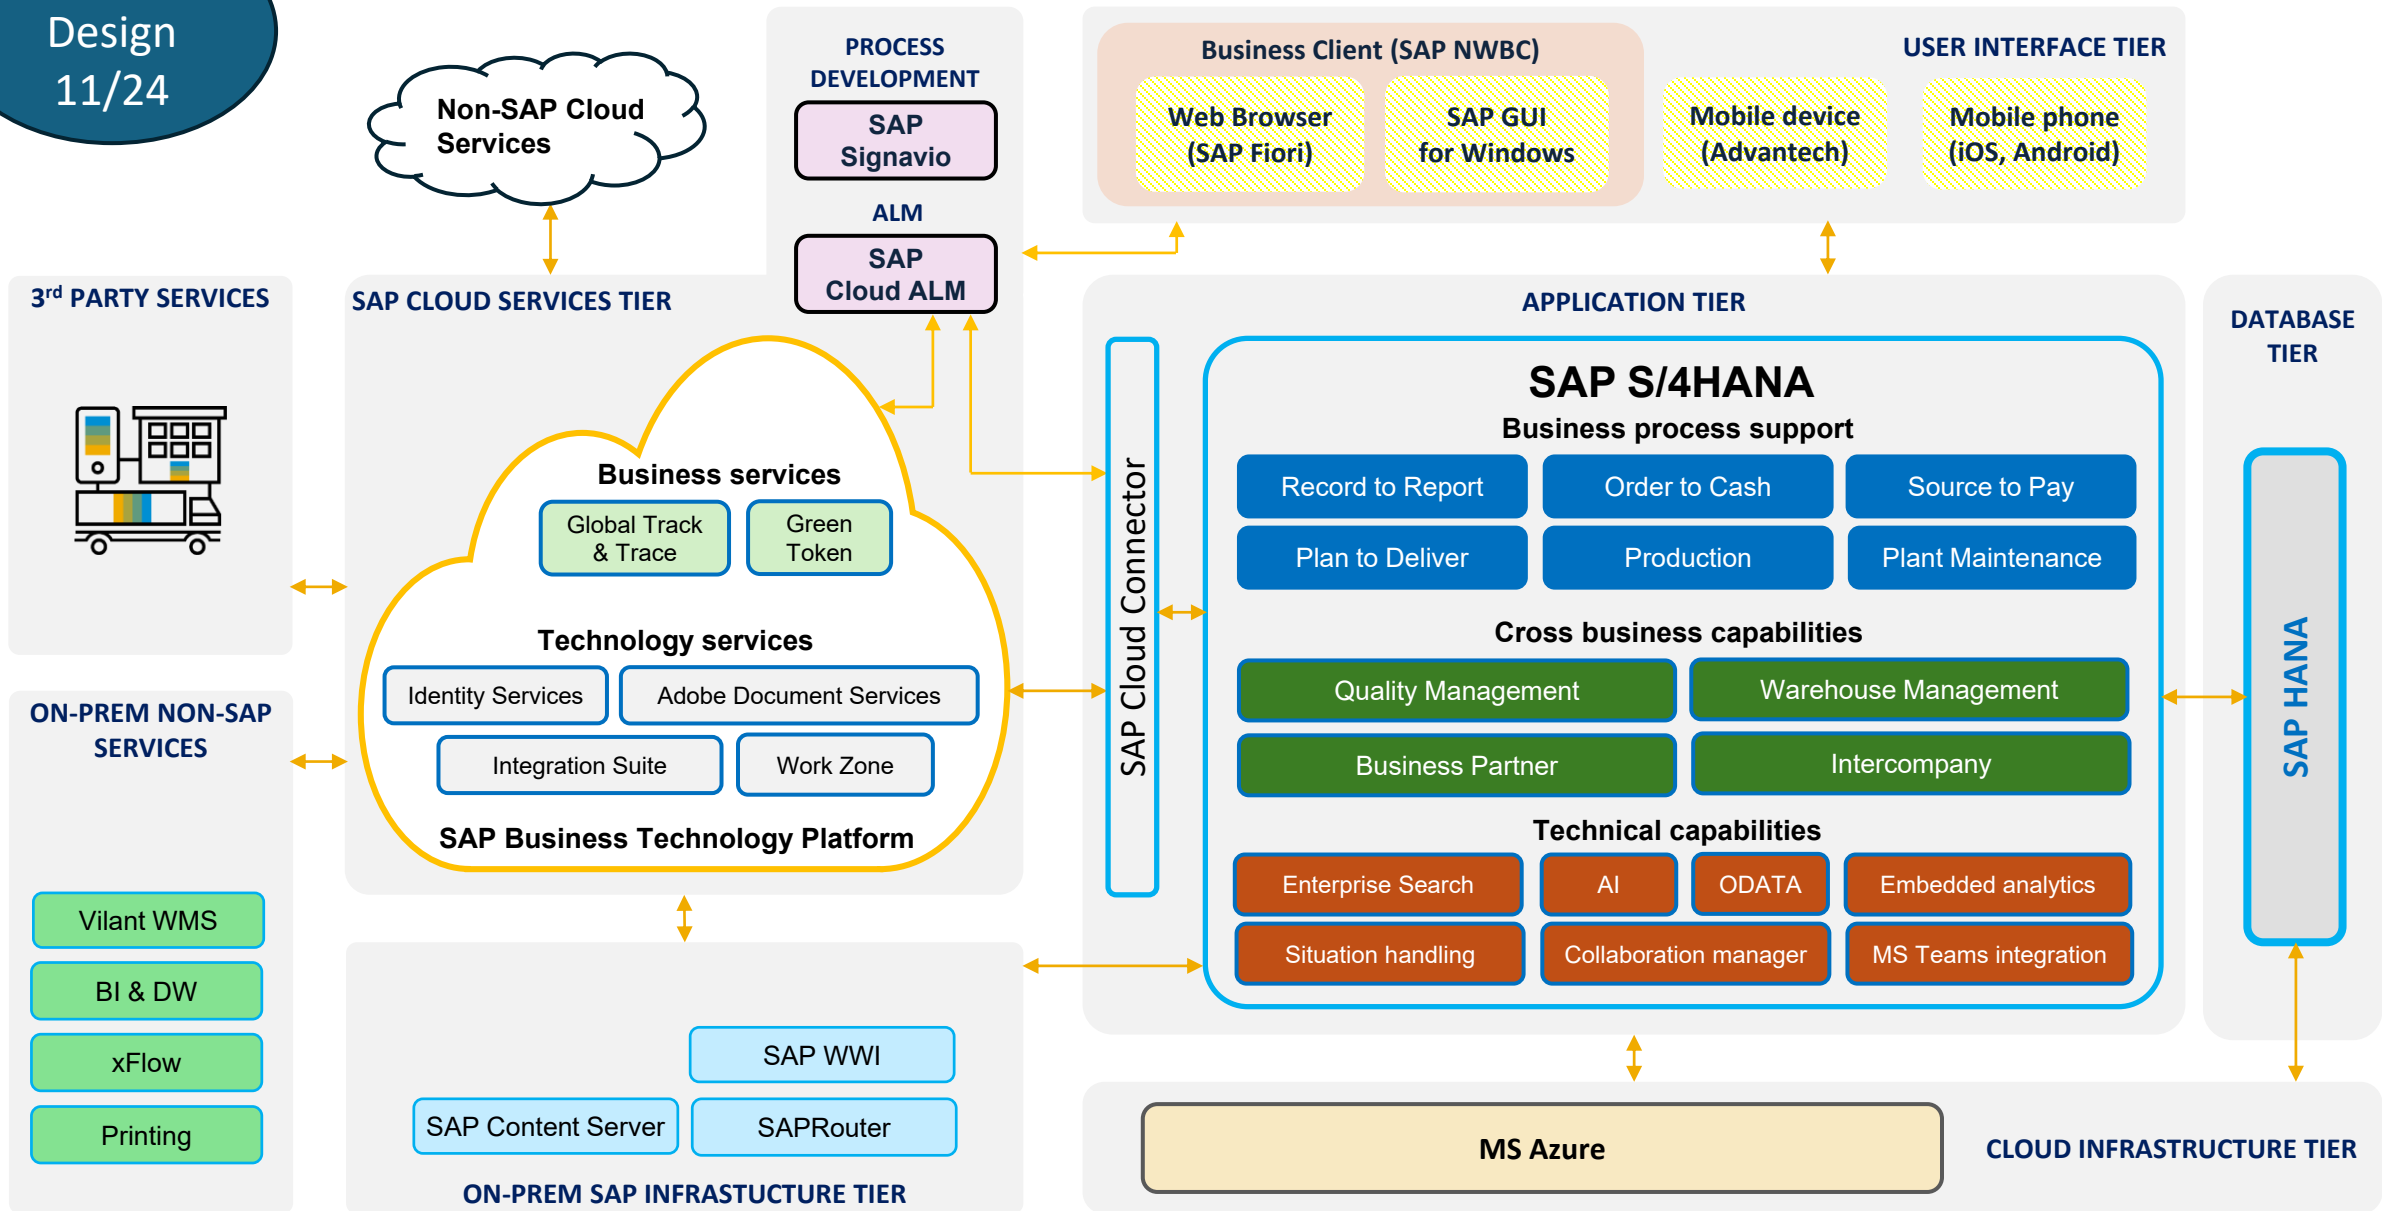 Design
11/24
Non-SAP Cloud
Services
PROCESS
DEVELOPMENT
SAP
Signavio
ALM
SAP
Cloud ALM
Business Client (SAP NWBC)
USER INTERFACE TIER
Web Browser
(SAP Fiori)
SAP GUI
for Windows
Mobile device
(Advantech)
Mobile phone
(iOS, Android)
3rd PARTY SERVICES
SAP CLOUD SERVICES TIER
Business services
Global Track
& Trace
Green
Token
Technology services
Identity Services
Adobe Document Services
Integration Suite
Work Zone
SAP Business Technology Platform
SAP Cloud Connector
APPLICATION TIER
SAP S/4HANA
Business process support
Record to Report
Order to Cash
Source to Pay
Plan to Deliver
Production
Plant Maintenance
Cross business capabilities
Quality Management
Warehouse Management
Business Partner
Intercompany
Technical capabilities
Enterprise Search
AI
ODATA
Embedded analytics
Situation handling
Collaboration manager
MS Teams integration
DATABASE
TIER
SAP HANA
ON-PREM NON-SAP
SERVICES
Vilant WMS
BI & DW
xFlow
Printing
SAP WWI
SAP Content Server
SAPRouter
ON-PREM SAP INFRASTUCTURE TIER
MS Azure
CLOUD INFRASTRUCTURE TIER